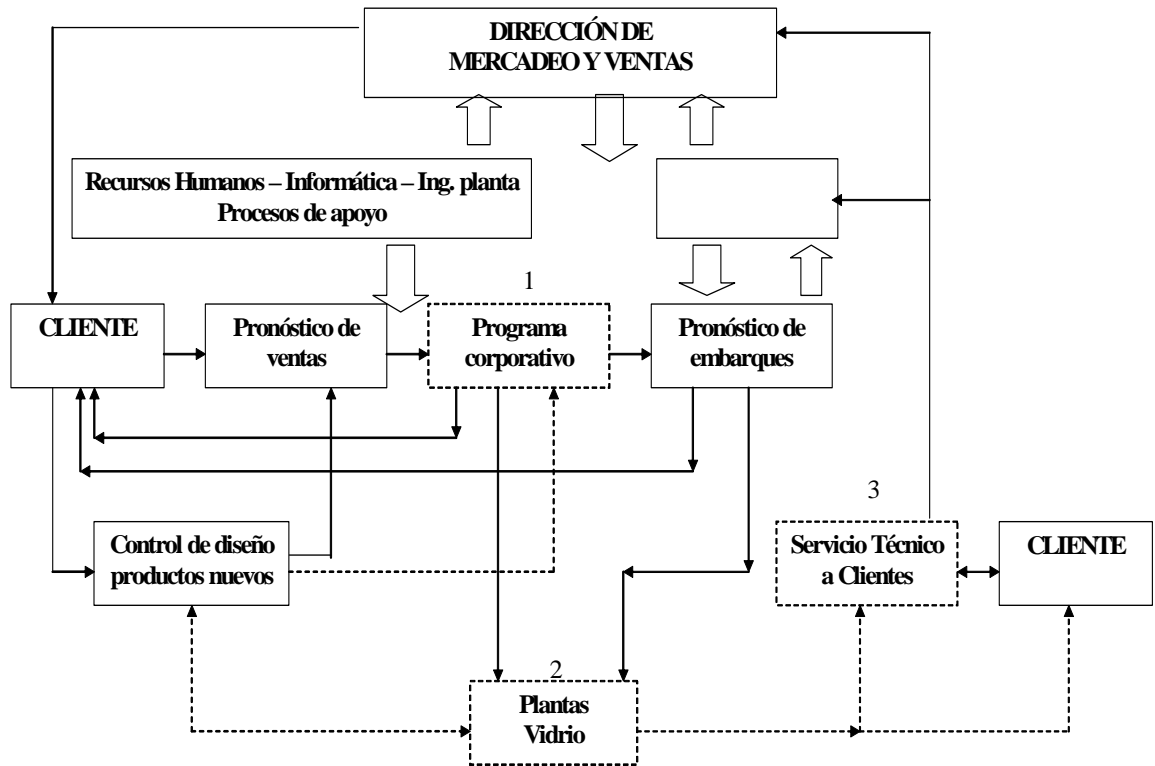 DIRECCIÓN DE
MERCADEO Y VENTAS
Recursos Humanos – Informática – Ing. planta
Procesos de apoyo
1
CLIENTE
Pronóstico de
ventas
Programa
corporativo
Pronóstico de
embarques
3
Control de diseño
productos nuevos
Servicio Técnico
a Clientes
CLIENTE
2
Plantas
Vidrio